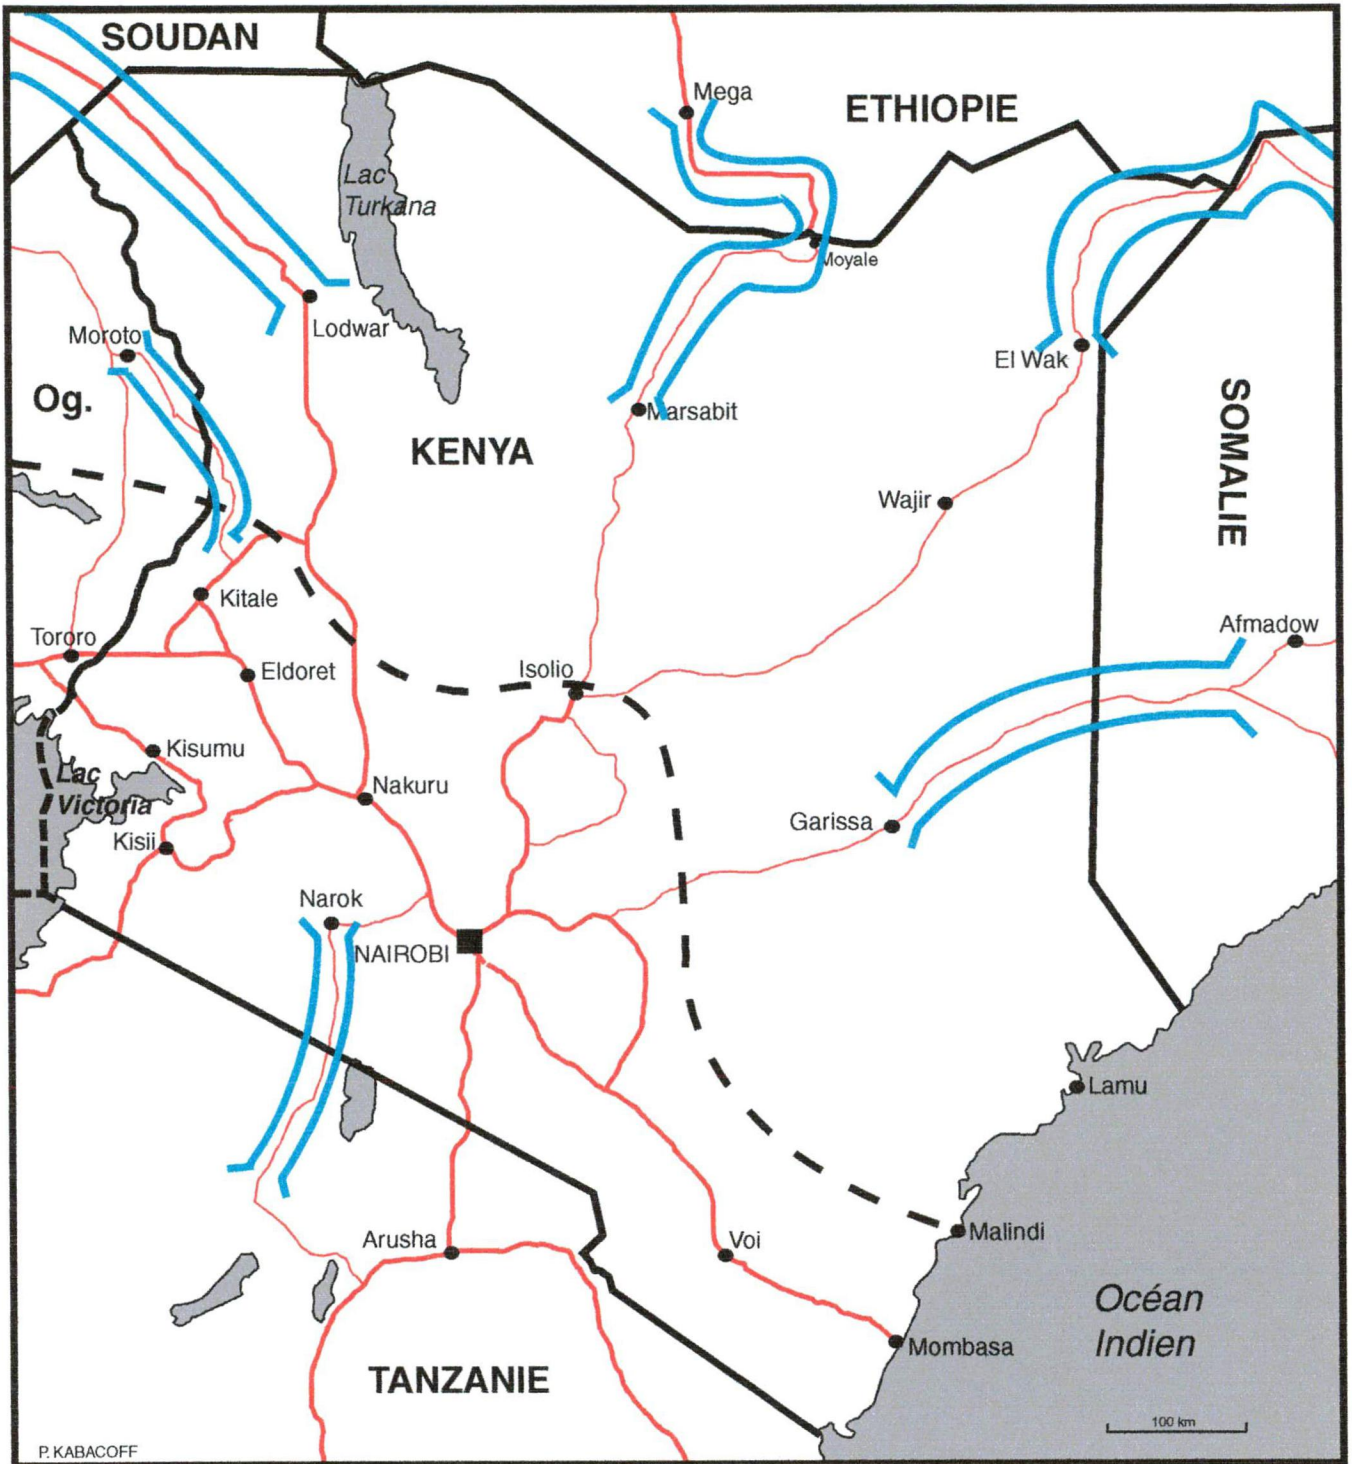 SOUDAN
Mega
ETHIOPIE
Lac
Turkana
Moyale
Lodwar
Moroto
El Wak
Og.
Marsabit
KENYA
SOMALIE
Wajir
Kitale
Afmadow
Tororo
Eldoret
Isolio
Kisumu
Lac
Victoria
Nakuru
Kisii
Garissa
Narok
NAIROBI
Lamu
Arusha
Voi
Malindi
Océan
Indien
Mombasa
TANZANIE
100 km
P. KABACOFF